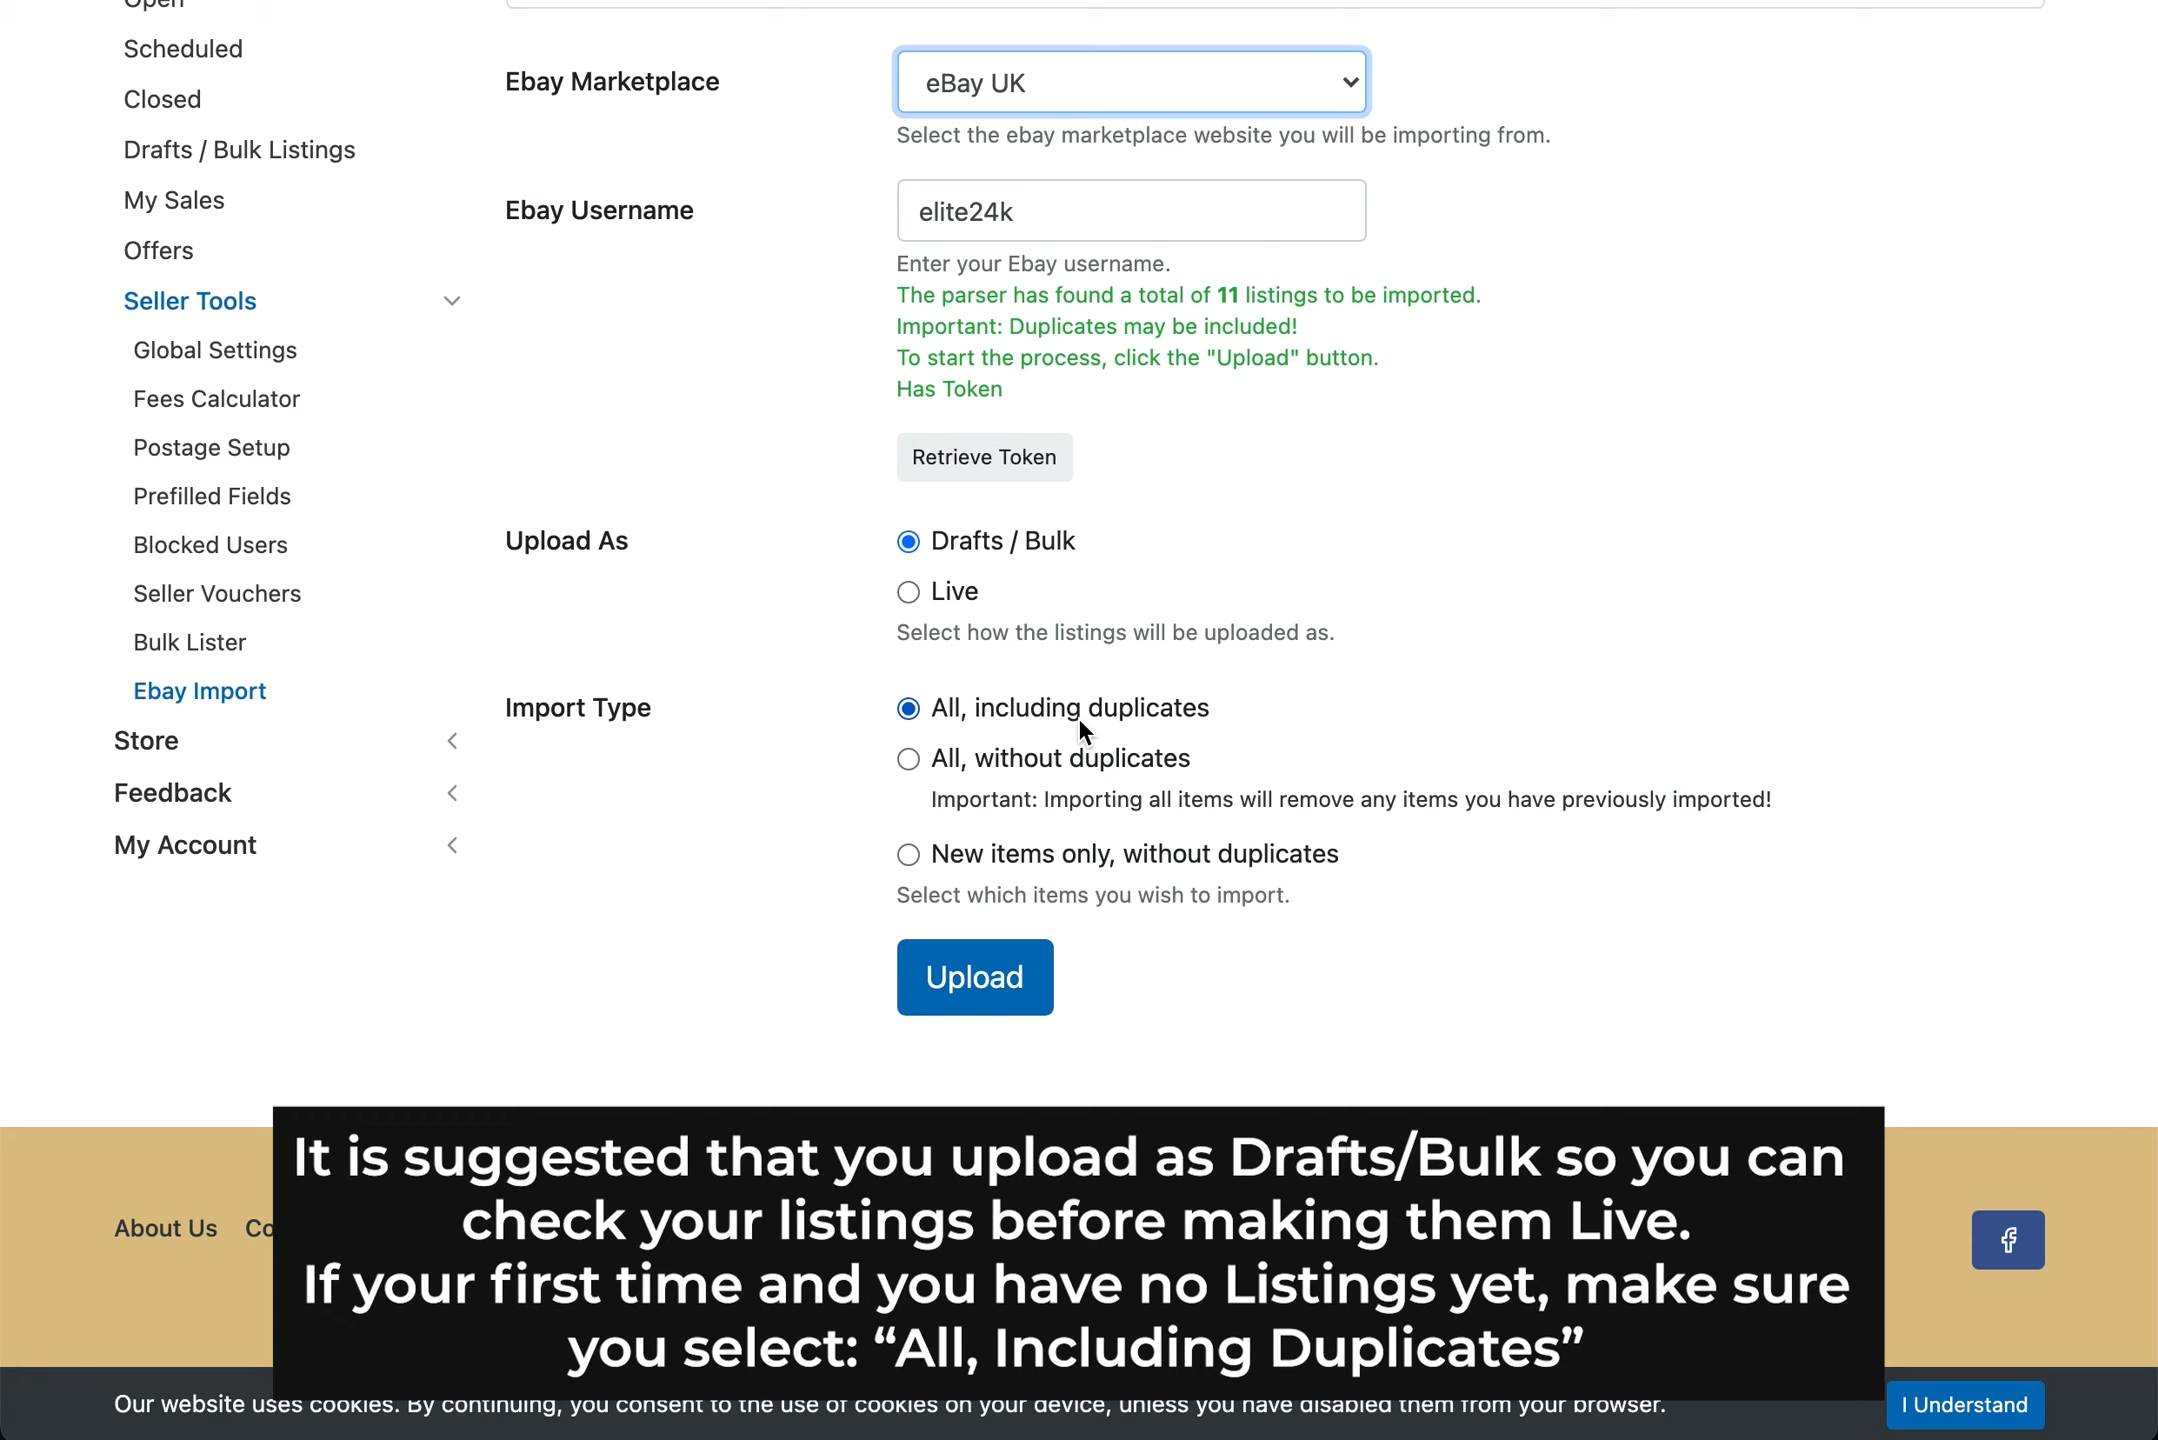 Open
Scheduled
Closed
Drafts / Bulk Listings
My Sales
Offers
Seller Tools
Global Settings
Fees Calculator
Postage Setup
Prefilled Fields
Blocked Users
Seller Vouchers
Bulk Lister
Ebay Import
Store
Feedback
My Account
Ebay Marketplace
eBay UK
Select the ebay marketplace website you will be importing from.
Ebay Username
elite24k
Enter your Ebay username.
The parser has found a total of 11 listings to be imported.
Important: Duplicates may be included!
To start the process, click the "Upload" button.
Has Token
Retrieve Token
Upload As
Drafts / Bulk
Live
Select how the listings will be uploaded as.
Import Type
All, including duplicates
All, without duplicates
Important: Importing all items will remove any items you have previously imported!
New items only, without duplicates
Select which items you wish to import.
Upload
It is suggested that you upload as Drafts/Bulk so you can
check your listings before making them Live.
If your first time and you have no Listings yet, make sure
you select: “All, Including Duplicates”
About Us Co
Our website uses cookies. By continuing, you consent to the use of cookies on your device, unless you have disabled them from your browser.
I Understand